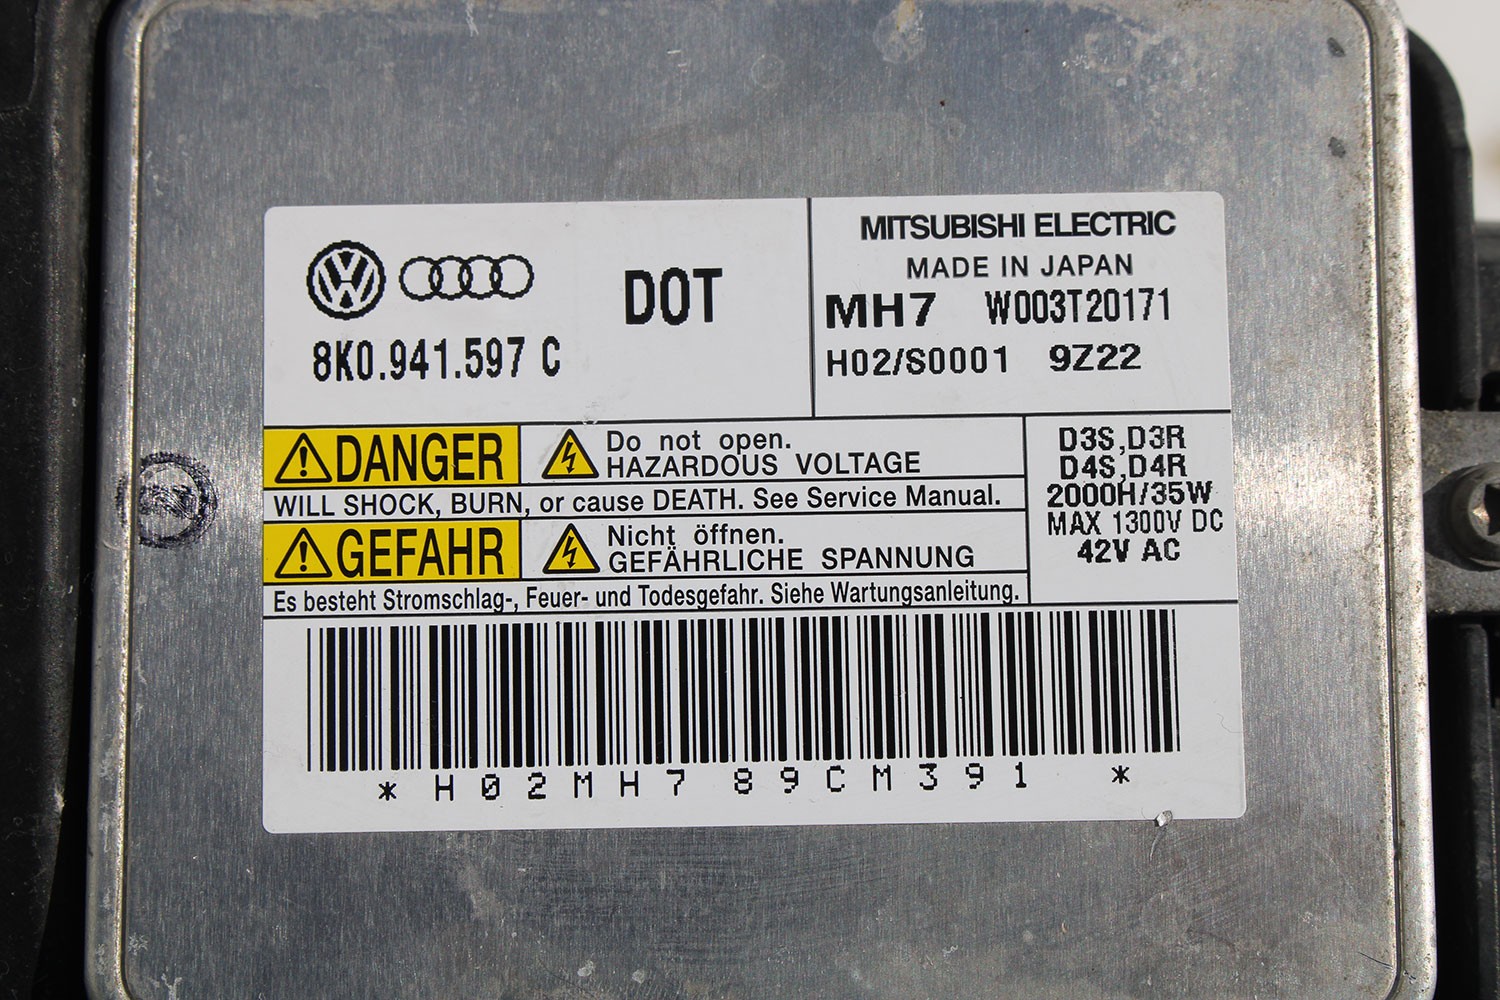 DOT
8K0.941.597 C
MITSUBISHI ELECTRIC
MADE IN JAPAN
MH7 W003T20171
H02/S0001 9Z22
DANGER
Do not open.
HAZARDOUS VOLTAGE
WILL SHOCK, BURN, or cause DEATH. See Service Manual.
GEFAHR
Nicht öffnen.
GEFÄHRLICHE SPANNUNG
Es besteht Stromschlag-, Feuer- und Todesgefahr. Siehe Wartungsanleitung.
D3S,D3R
D4S,D4R
2000H/35W
MAX 1300V DC
42V AC
*H02MH7 89CM391 *